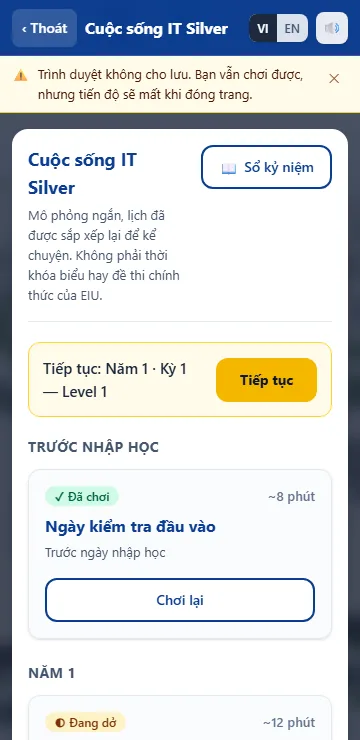 ‹ Thoát
Cuộc sống IT Silver
VI EN
Trình duyệt không cho lưu. Bạn vẫn chơi được,
nhưng tiến độ sẽ mất khi đóng trang.
Cuộc sống IT
Silver
Sổ kỷ niệm
Mô phỏng ngắn, lịch đã
được sắp xếp lại để kể
chuyện. Không phải thời
khóa biểu hay đề thi chính
thức của EIU.
Tiếp tục: Năm 1 · Kỳ 1
— Level 1
Tiếp tục
TRƯỚC NHẬP HỌC
✓ Đã chơi
~8 phút
Ngày kiểm tra đầu vào
Trước ngày nhập học
Chơi lại
NĂM 1
Đang dở
~12 phút